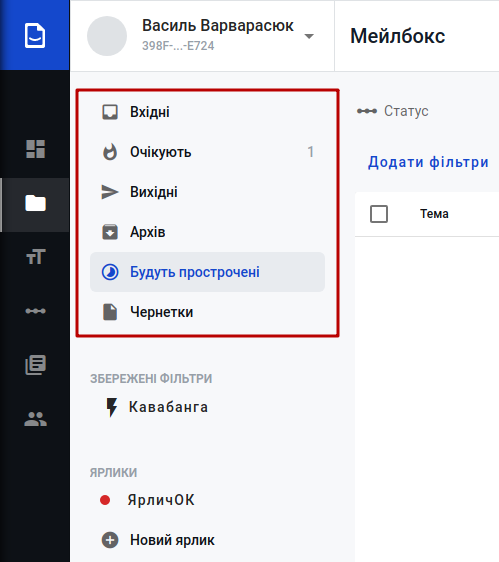 Василь Варварасюк
398F-...-E724
Мейлбокс
Вхідні
Очікують 1
Вихідні
Архів
Будуть прострочені
Чернетки
ЗБЕРЕЖЕНІ ФІЛЬТРИ
Кавабанга
ЯРЛИКИ
ЯрличОК
Новий ярлик
Статус
Додати фільтри
Тема